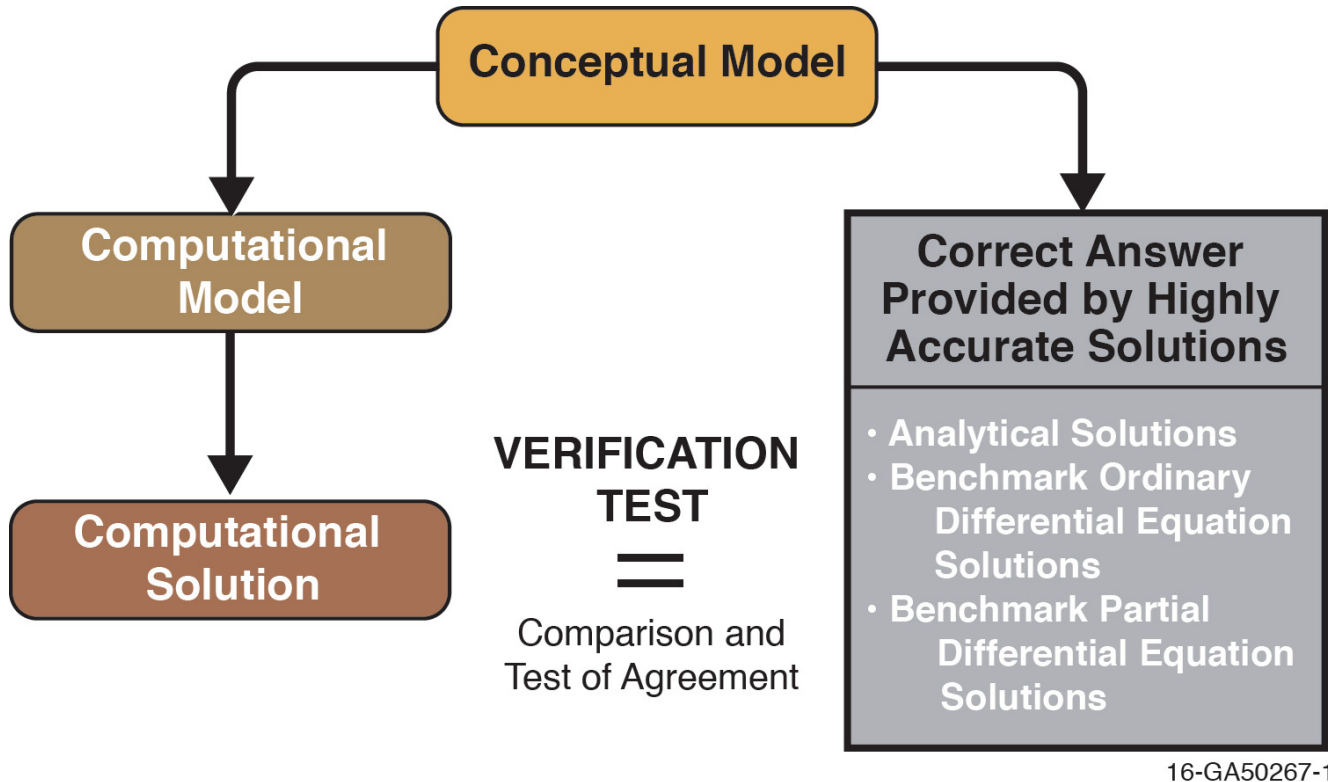 Conceptual Model
Computational
Model
Computational
Solution
VERIFICATION
TEST
=
Comparison and
Test of Agreement
Correct Answer
Provided by Highly
Accurate Solutions
• Analytical Solutions
• Benchmark Ordinary
Differential Equation
Solutions
• Benchmark Partial
Differential Equation
Solutions
16-GA50267-1